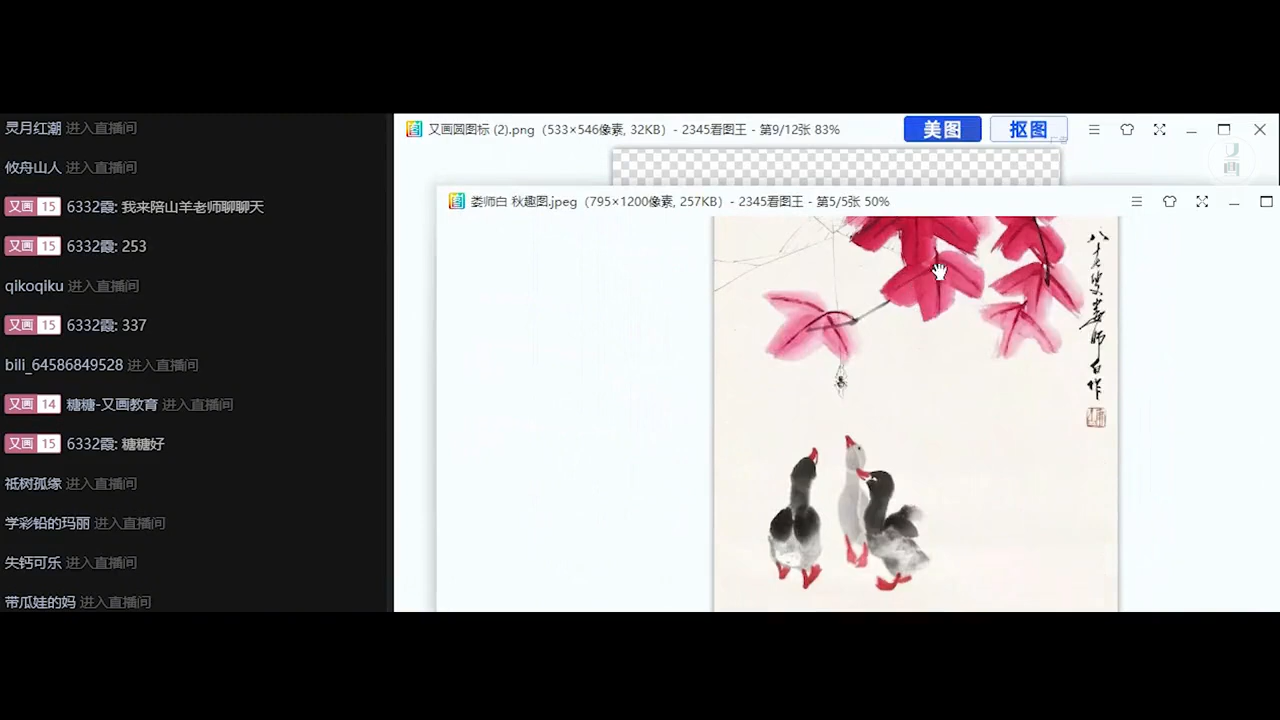 灵月红潮 进入直播间
攸舟山人 进入直播间
又画 15 6332霞: 我来陪山羊老师聊聊天
又画 15 6332霞: 253
qikoqiku 进入直播间
又画 15 6332霞: 337
bili_64586849528 进入直播间
又画 14 糖糖-又画教育 进入直播间
又画 15 6332霞: 糖糖好
祗树孤缘 进入直播间
学彩铅的玛丽 进入直播间
失钙可乐 进入直播间
带瓜娃的妈 进入直播间
又画圆图标 (2).png（533×546像素, 32KB）- 2345看图王 - 第9/12张 83%
美图
抠图
又画
娄师白 秋趣图.jpeg（795×1200像素, 257KB）- 2345看图王 - 第5/5张 50%
娄师白作